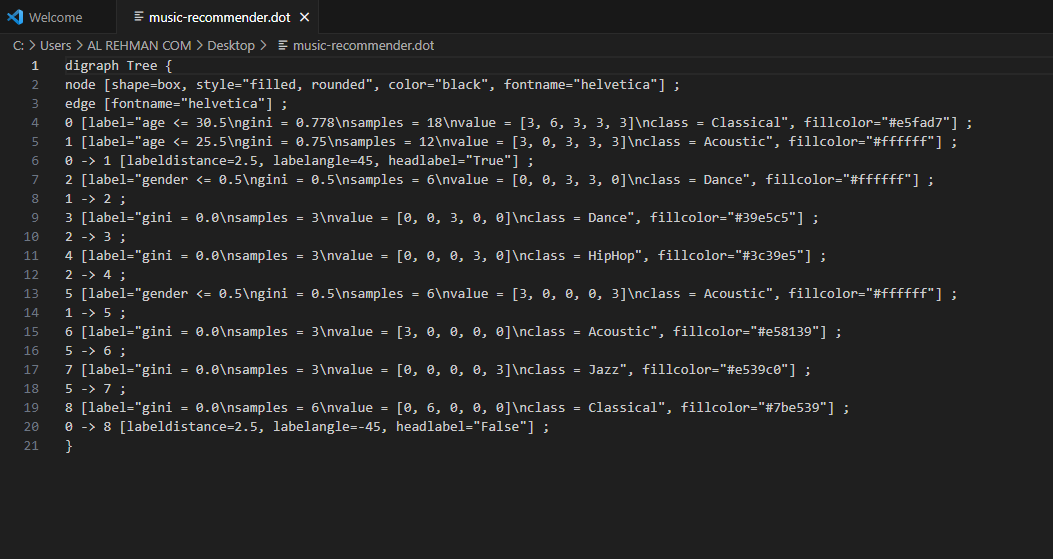 Welcome
music-recommender.dot
C: > Users > AL REHMAN COM > Desktop > music-recommender.dot
1 digraph Tree {
2 node [shape=box, style="filled, rounded", color="black", fontname="helvetica"] ;
3 edge [fontname="helvetica"] ;
4 0 [label="age <= 30.5\ngini = 0.778\nsamples = 18\nvalue = [3, 6, 3, 3, 3]\nclass = Classical", fillcolor="#e5fad7"] ;
5 1 [label="age <= 25.5\ngini = 0.75\nsamples = 12\nvalue = [3, 0, 3, 3, 3]\nclass = Acoustic", fillcolor="#ffffff"] ;
6 0 -> 1 [labeldistance=2.5, labelangle=45, headlabel="True"] ;
7 2 [label="gender <= 0.5\ngini = 0.5\nsamples = 6\nvalue = [0, 0, 3, 3, 0]\nclass = Dance", fillcolor="#ffffff"] ;
8 1 -> 2 ;
9 3 [label="gini = 0.0\nsamples = 3\nvalue = [0, 0, 3, 0, 0]\nclass = Dance", fillcolor="#39e5c5"] ;
10 2 -> 3 ;
11 4 [label="gini = 0.0\nsamples = 3\nvalue = [0, 0, 0, 3, 0]\nclass = HipHop", fillcolor="#3c39e5"] ;
12 2 -> 4 ;
13 5 [label="gender <= 0.5\ngini = 0.5\nsamples = 6\nvalue = [3, 0, 0, 0, 3]\nclass = Acoustic", fillcolor="#ffffff"] ;
14 1 -> 5 ;
15 6 [label="gini = 0.0\nsamples = 3\nvalue = [3, 0, 0, 0, 0]\nclass = Acoustic", fillcolor="#e58139"] ;
16 5 -> 6 ;
17 7 [label="gini = 0.0\nsamples = 3\nvalue = [0, 0, 0, 0, 3]\nclass = Jazz", fillcolor="#e539c0"] ;
18 5 -> 7 ;
19 8 [label="gini = 0.0\nsamples = 6\nvalue = [0, 6, 0, 0, 0]\nclass = Classical", fillcolor="#7be539"] ;
20 0 -> 8 [labeldistance=2.5, labelangle=-45, headlabel="False"] ;
21 }